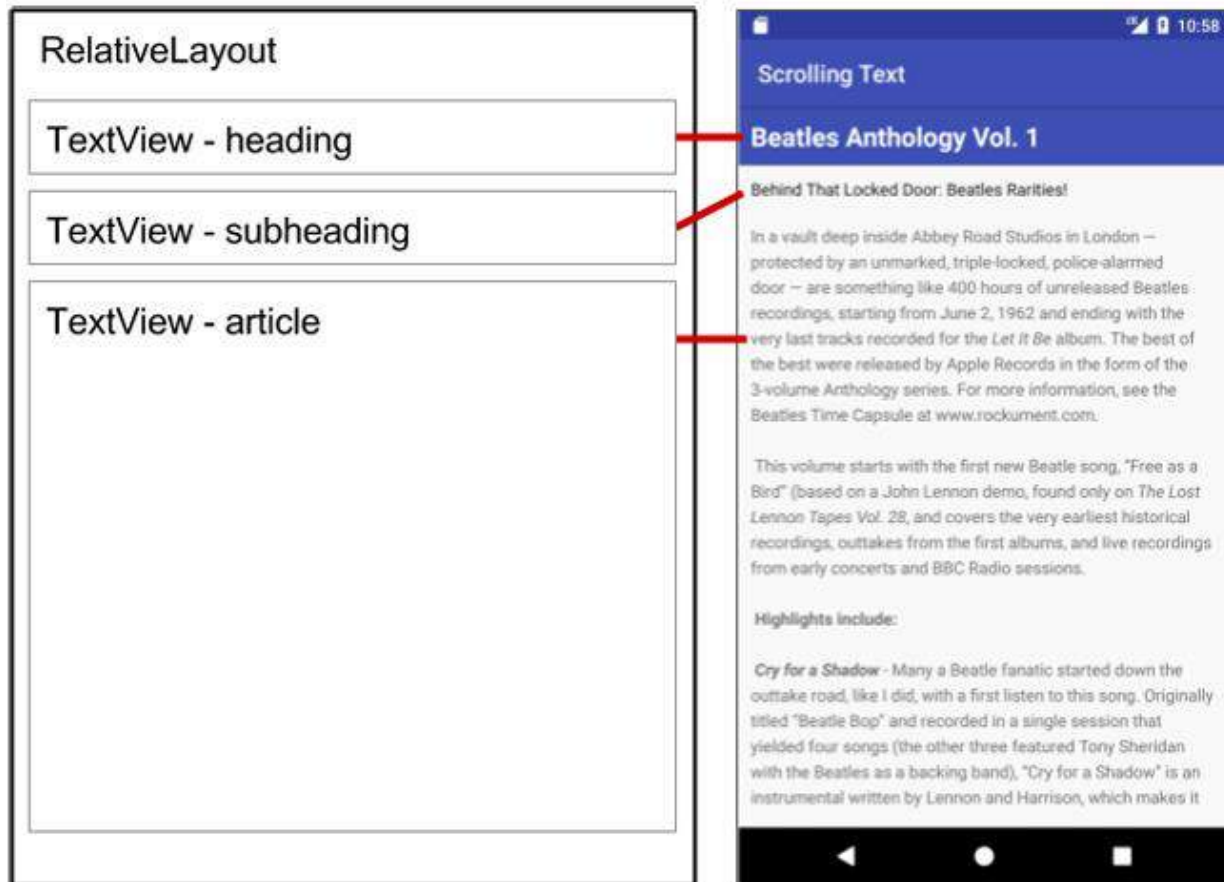 RelativeLayout
TextView - heading
TextView - subheading
TextView - article
10:58
Scrolling Text
Beatles Anthology Vol. 1
Behind That Locked Door: Beatles Rarities!
In a vault deep inside Abbey Road Studios in London —
protected by an unmarked, triple-locked, police-alarmed
door — are something like 400 hours of unreleased Beatles
recordings, starting from June 2, 1962 and ending with the
very last tracks recorded for the Let It Be album. The best of
the best were released by Apple Records in the form of the
3-volume Anthology series. For more information, see the
Beatles Time Capsule at www.rockument.com.
This volume starts with the first new Beatle song, “Free as a
Bird” (based on a John Lennon demo, found only on The Lost
Lennon Tapes Vol. 28, and covers the very earliest historical
recordings, outtakes from the first albums, and live recordings
from early concerts and BBC Radio sessions.
Highlights include:
Cry for a Shadow - Many a Beatle fanatic started down the
outtake road, like I did, with a first listen to this song. Originally
titled “Beatle Bop” and recorded in a single session that
yielded four songs (the other three featured Tony Sheridan
with the Beatles as a backing band), “Cry for a Shadow” is an
instrumental written by Lennon and Harrison, which makes it